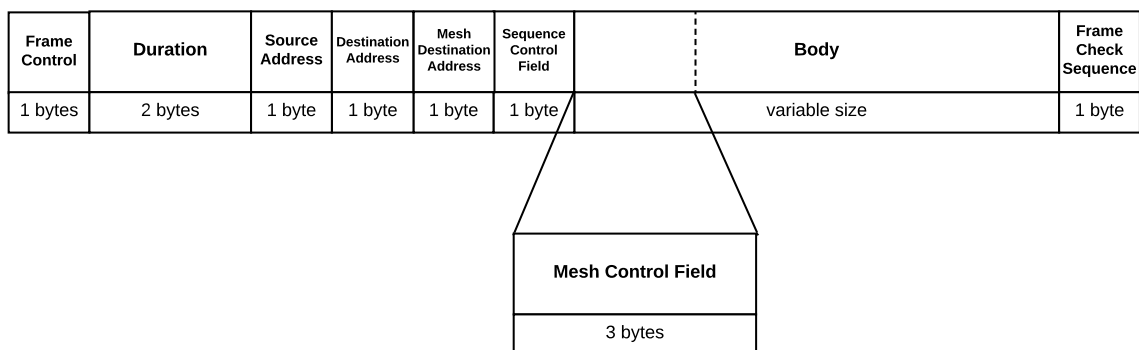 Frame
Control
Duration
Source
Address
Destination
Address
Mesh
Destination
Address
Sequence
Control
Field
Body
Frame
Check
Sequence
1 bytes
2 bytes
1 byte
1 byte
1 byte
1 byte
variable size
1 byte
Mesh Control Field
3 bytes